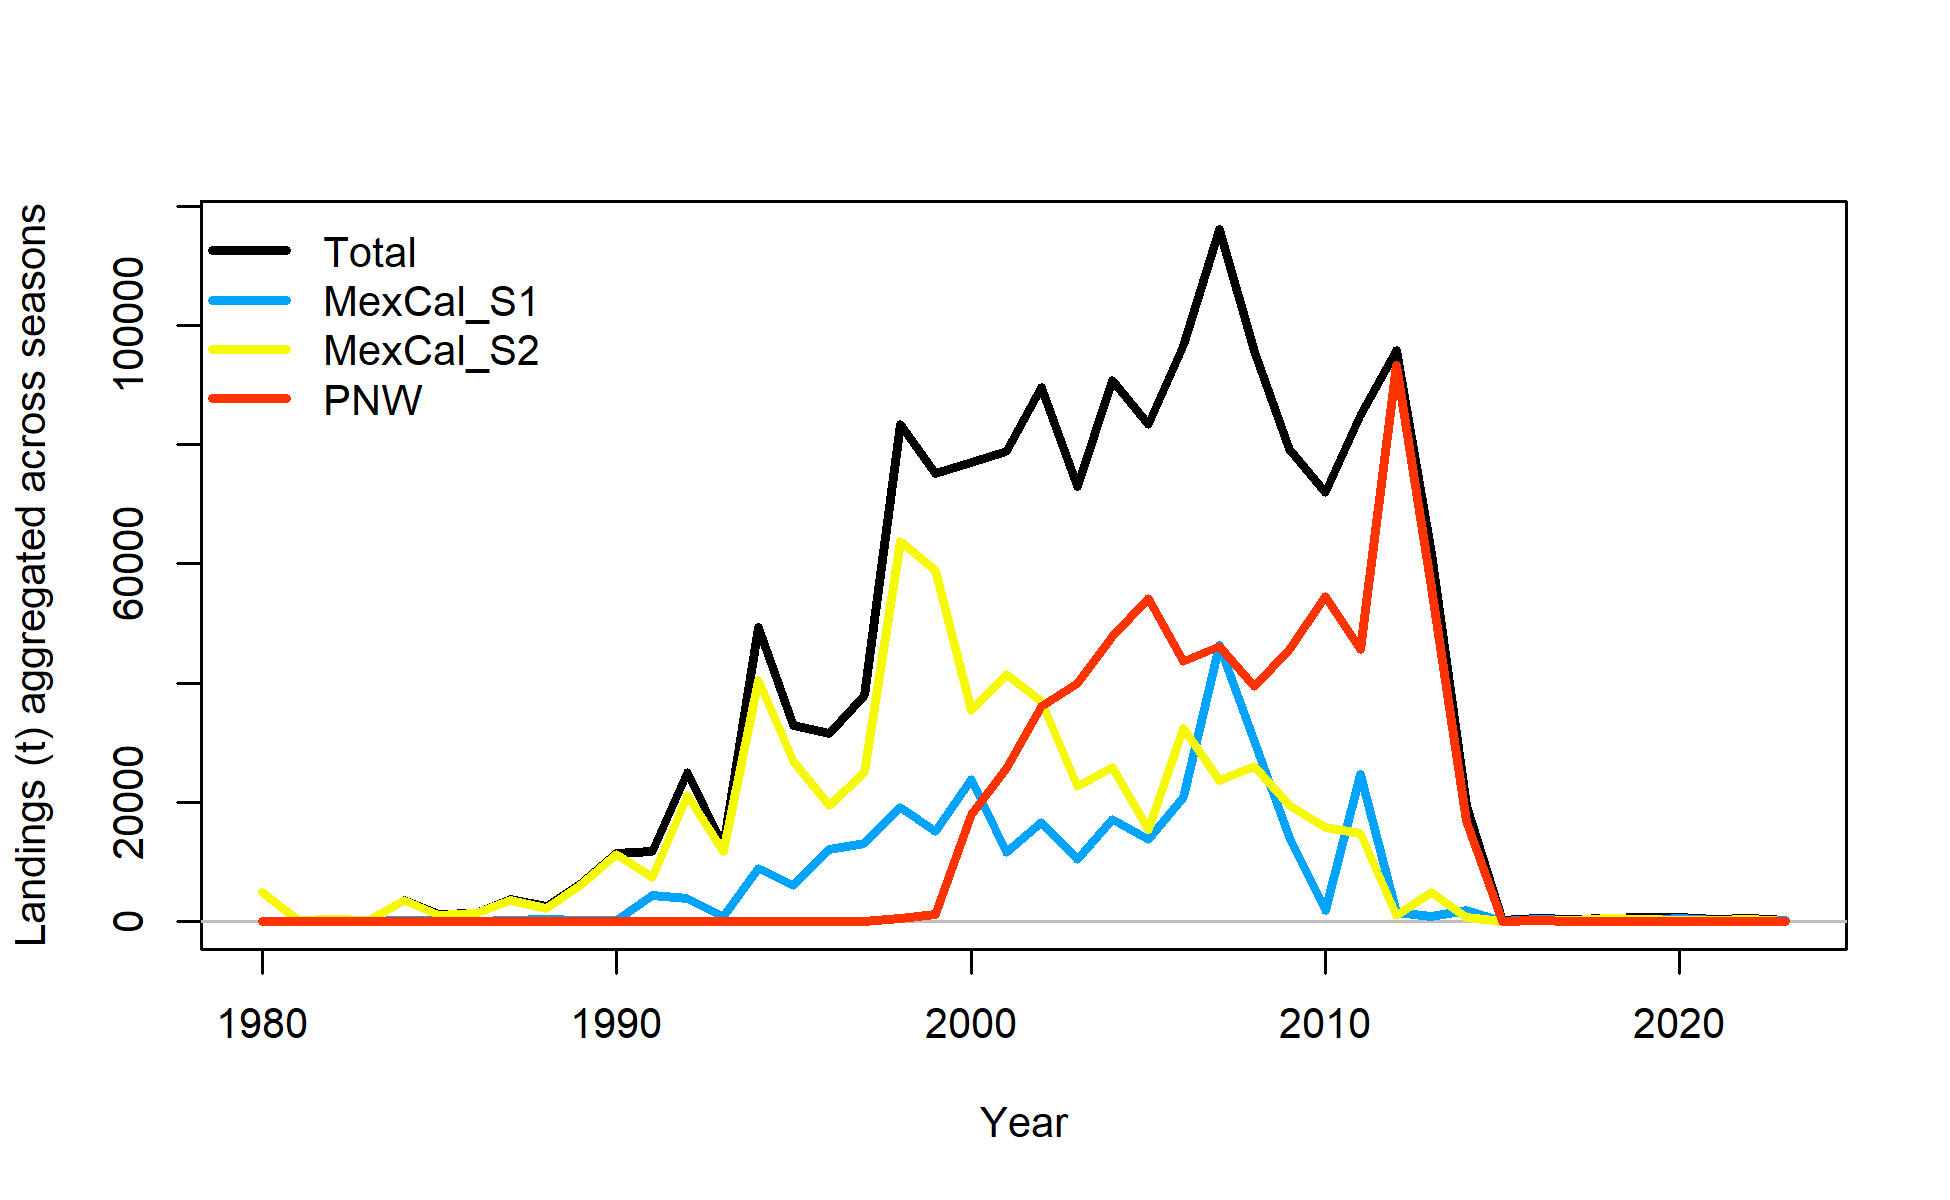 Landings (t) aggregated across seasons
100000
60000
20000
0
Total
MexCal_S1
MexCal_S2
PNW
1980 1990 2000 2010 2020
Year